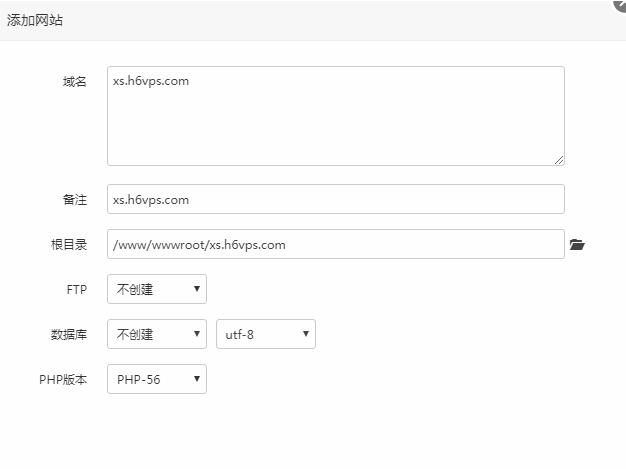 添加网站
域名 xs.h6vps.com
备注 xs.h6vps.com
根目录 /www/wwwroot/xs.h6vps.com
FTP 不创建
数据库 不创建 utf-8
PHP版本 PHP-56